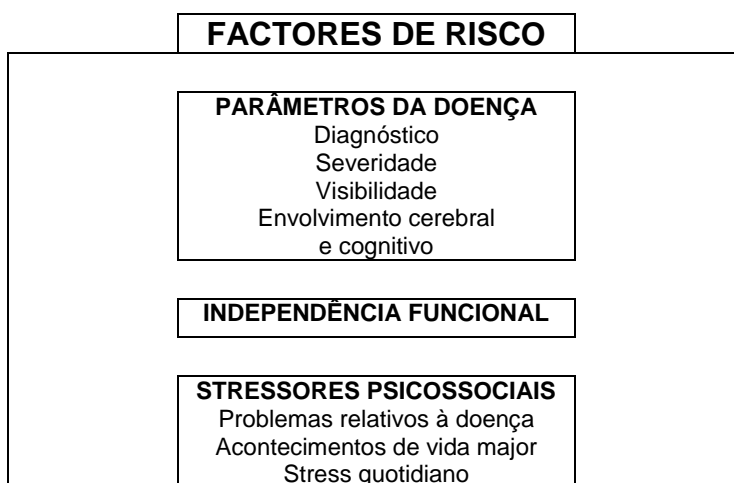 FACTORES DE RISCO
PARÂMETROS DA DOENÇA
Diagnóstico
Severidade
Visibilidade
Envolvimento cerebral
e cognitivo
INDEPENDÊNCIA FUNCIONAL
STRESSORES PSICOSSOCIAIS
Problemas relativos à doença
Acontecimentos de vida major
Stress quotidiano